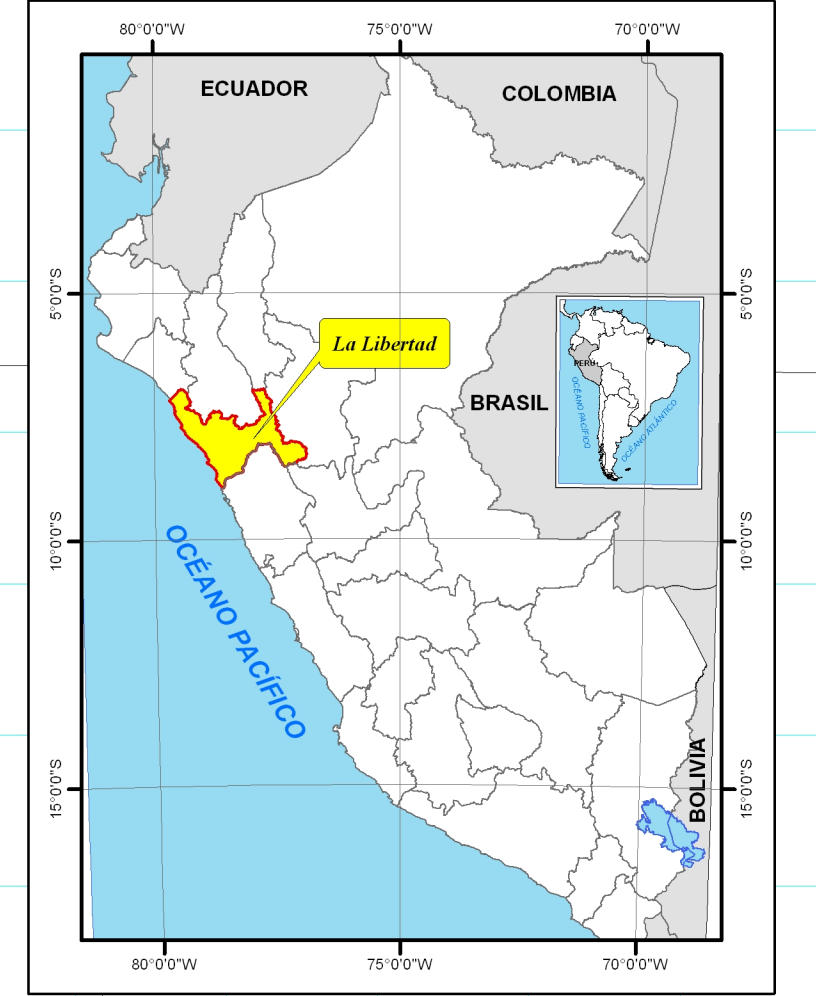 80°0'0"W 75°0'0"W 70°0'0"W
ECUADOR
COLOMBIA
5°0'0"S
5°0'0"S
La Libertad
PERU
BRASIL
OCÉANO PACÍFICO
OCÉANO ATLÁNTICO
10°0'0"S
10°0'0"S
OCÉANO PACÍFICO
BOLIVIA
15°0'0"S
15°0'0"S
80°0'0"W 75°0'0"W 70°0'0"W